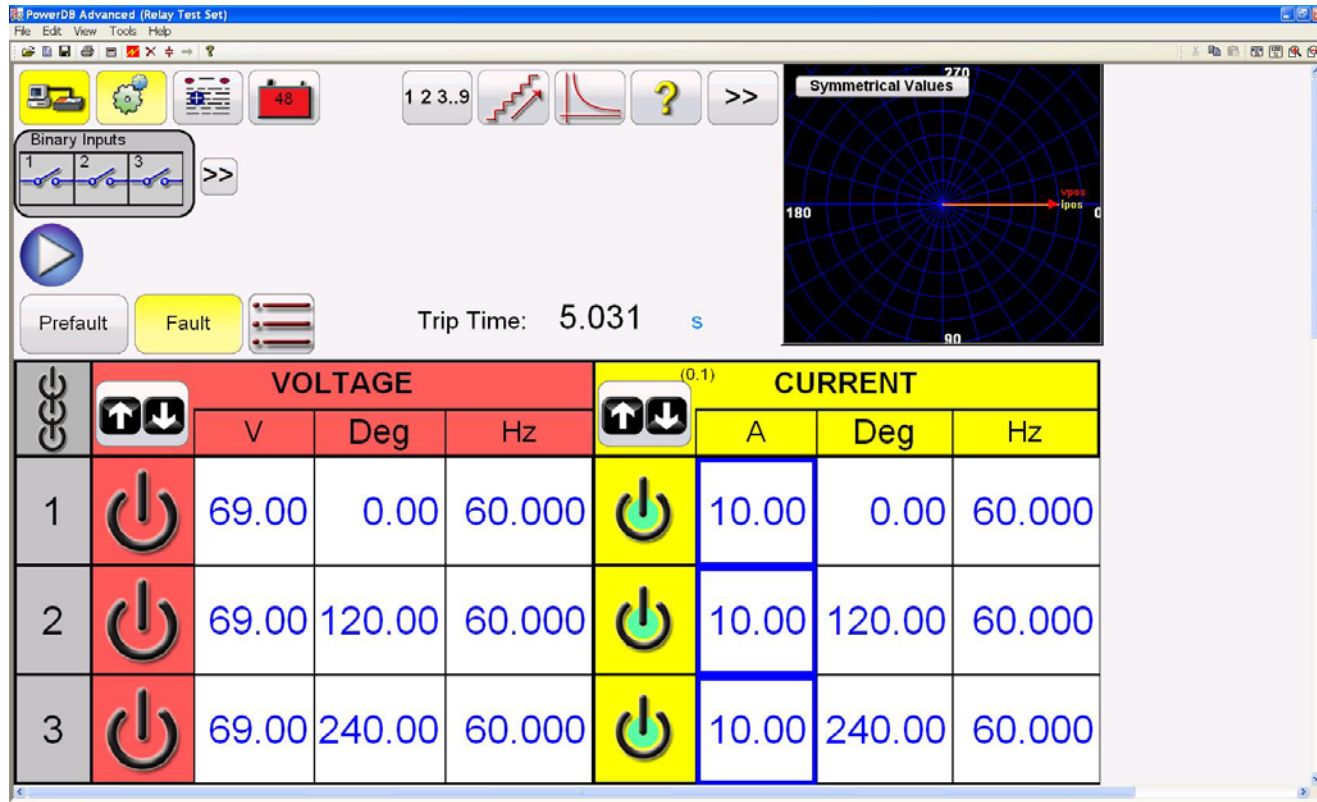 PowerDB Advanced (Relay Test Set)
File Edit View Tools Help
48
1 2 3..9
?
>>
Symmetrical Values
270
Binary Inputs
1 2 3
>>
vpos
Ipos
180
0
90
Prefault
Fault
Trip Time: 5.031 s
VOLTAGE
(0.1) CURRENT
V Deg Hz A Deg Hz
1 69.00 0.00 60.000 10.00 0.00 60.000
2 69.00 120.00 60.000 10.00 120.00 60.000
3 69.00 240.00 60.000 10.00 240.00 60.000